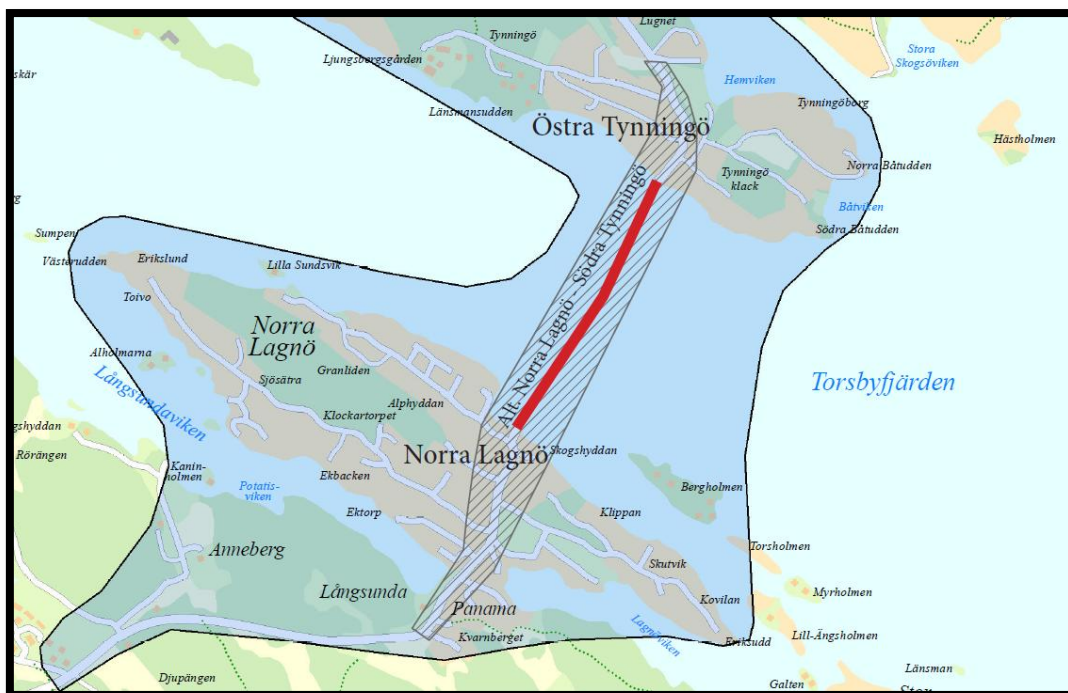 Lugnet
Tynningö
Ljungsbergsgården
Stora
Skogsöviken
skär
Hemviken
Länsmansudden
Tynningöborg
Östra Tynningö
Hästholmen
Norra Båtudden
Tynningö
klack
Båtviken
Södra Båtudden
Alt. Norra Lagnö - Södra Tynningö
Sumpen
Västerudden
Erikslund
Lilla Sundsvik
Toivo
Norra
Lagnö
Alholmarna
Granliden
Långsundaviken
Sjösätra
Torsbyfjärden
Alphyddan
Klockartorpet
gshyddan
Rörängen
Norra Lagnö
Skogshyddan
Kanin-
holmen
Ekbacken
Potatis-
viken
Bergholmen
Ektorp
Klippan
Anneberg
Torsholmen
Skutvik
Långsunda
Panama
Myrholmen
Kovilan
Lagnöviken
Kvarnberget
Eriksudd
Lill-Ängsholmen
Djupängen
Länsman
Galten
Stor